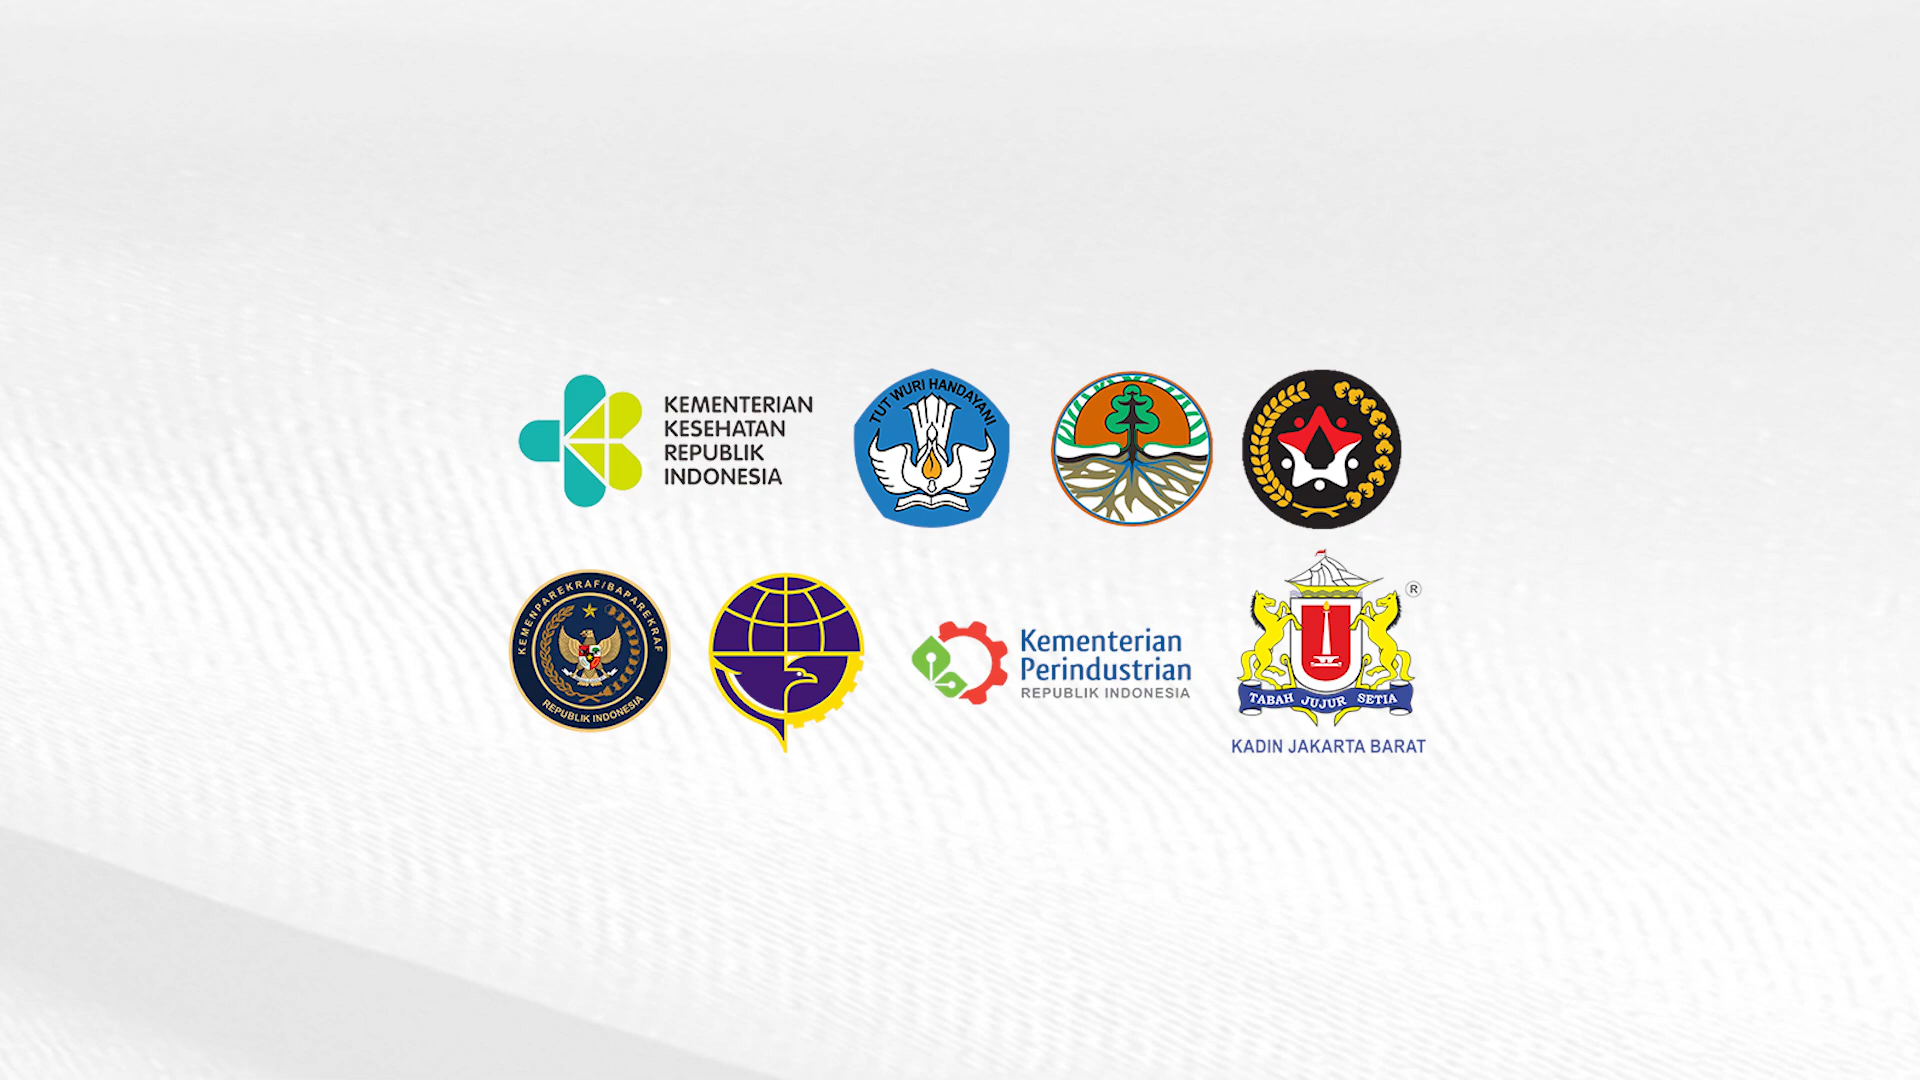 KEMENTERIAN
KESEHATAN
REPUBLIK
INDONESIA
TUT WURI HANDAYANI
KEMENPAREKRAF/BAPAREKRAF
REPUBLIK INDONESIA
Kementerian
Perindustrian
REPUBLIK INDONESIA
R
TABAH JUJUR SETIA
KADIN JAKARTA BARAT